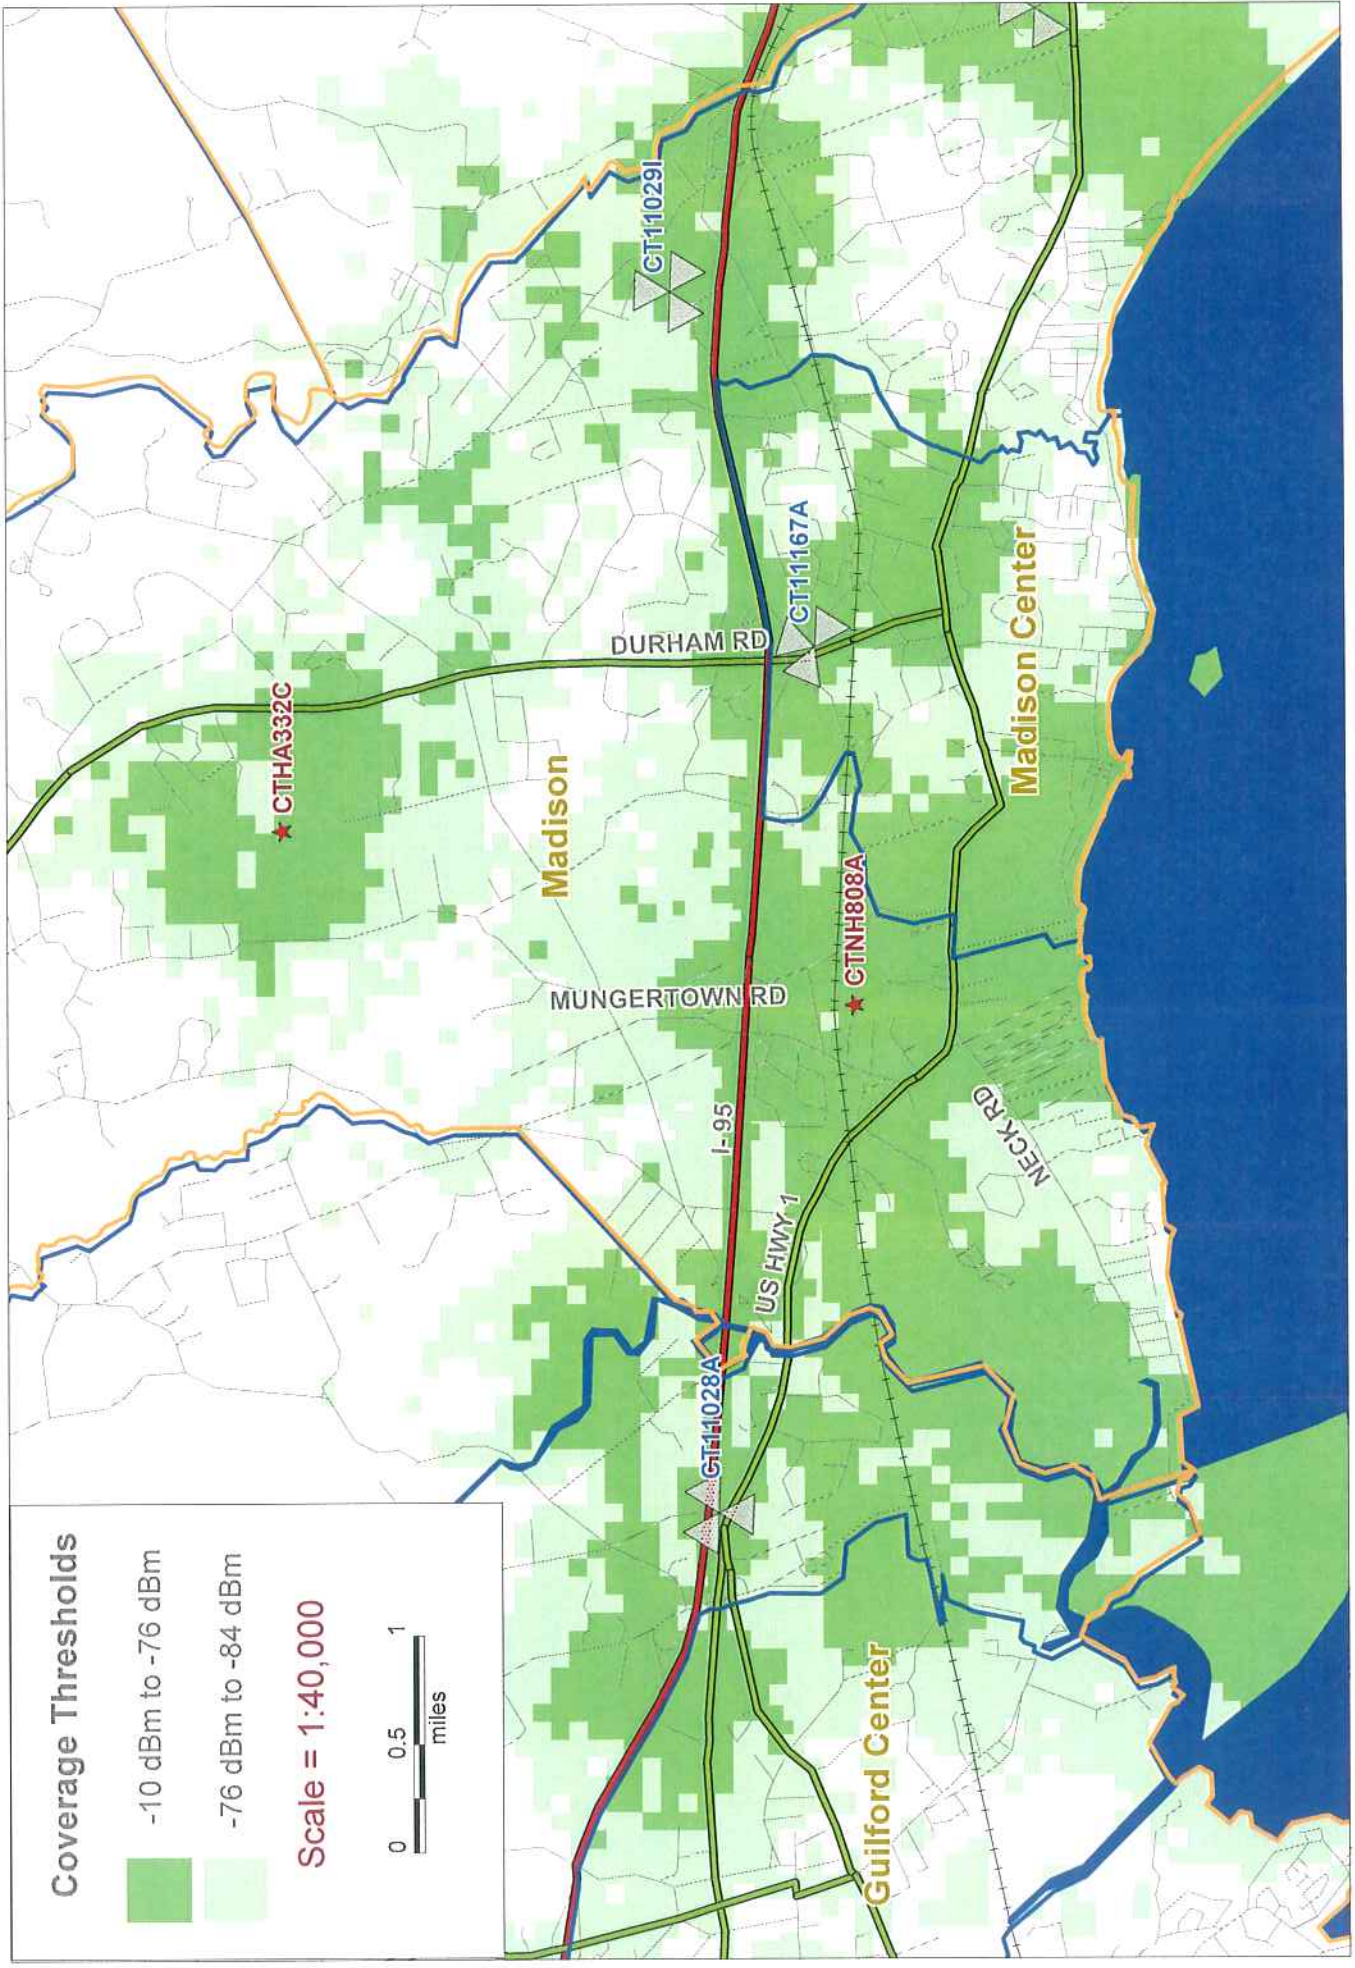 Coverage Thresholds
-10 dBm to -76 dBm
-76 dBm to -84 dBm
Scale = 1:40,000
0 0.5 1
miles
CTHA332C
CT11029I
DURHAM RD
CT11167A
Madison
Madison Center
MUNGERTOWN RD
CTNH808A
I-95
US HWY 1
NECK RD
CT11028A
Guilford Center